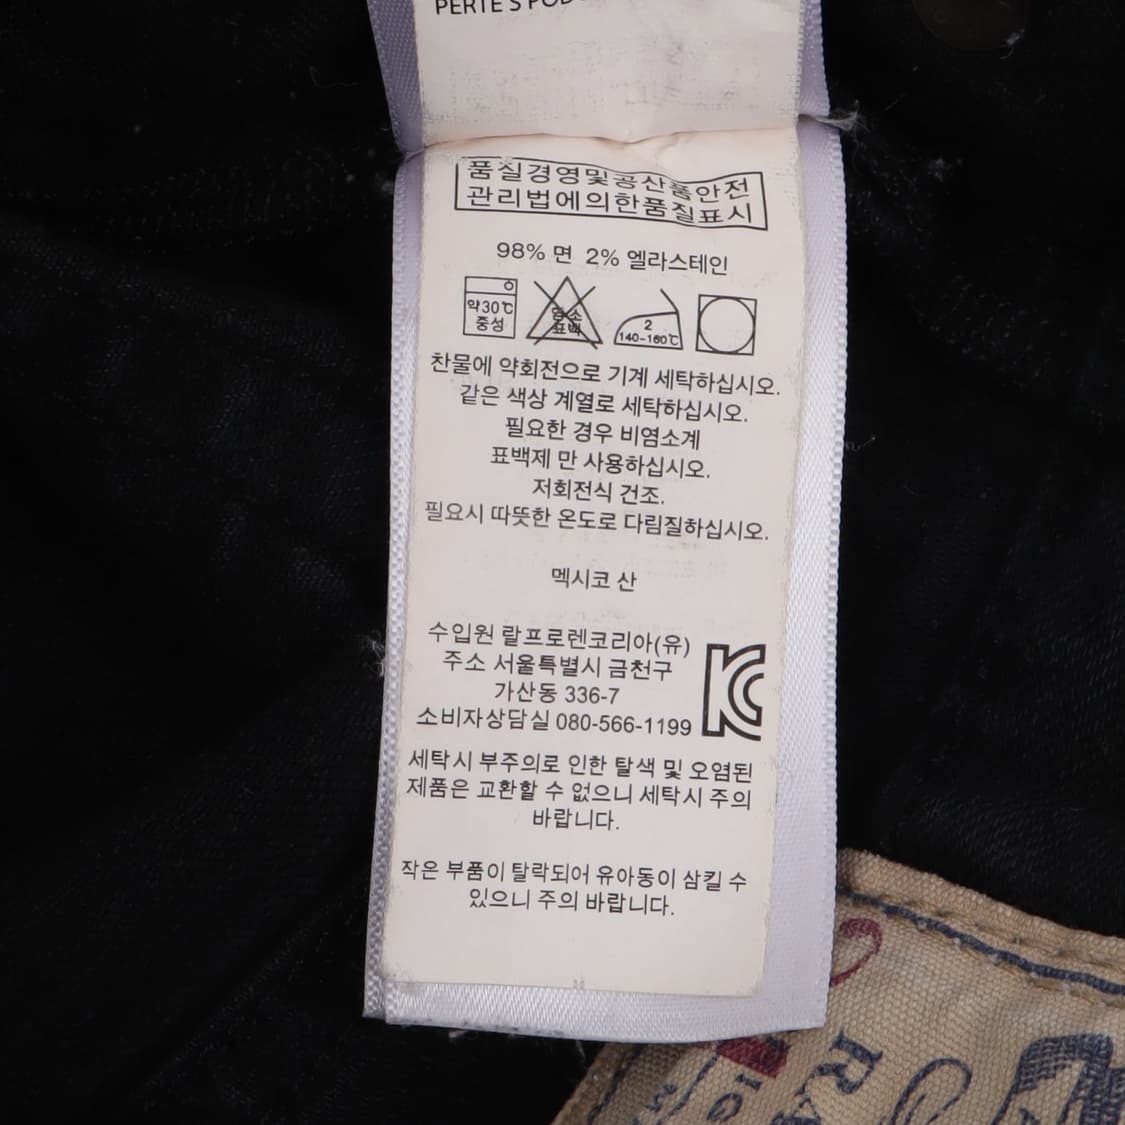 품질경영및공산품안전
관리법에의한품질표시
98% 면 2% 엘라스테인
약30℃
중성
염소
표백
2
140-160℃
찬물에 약회전으로 기계 세탁하십시오.
같은 색상 계열로 세탁하십시오.
필요한 경우 비염소계
표백제 만 사용하십시오.
저회전식 건조.
필요시 따뜻한 온도로 다림질하십시오.
멕시코 산
수입원 랄프로렌코리아(유)
주소 서울특별시 금천구
가산동 336-7
소비자상담실 080-566-1199
세탁시 부주의로 인한 탈색 및 오염된
제품은 교환할 수 없으니 세탁시 주의
바랍니다.
작은 부품이 탈락되어 유아동이 삼킬 수
있으니 주의 바랍니다.